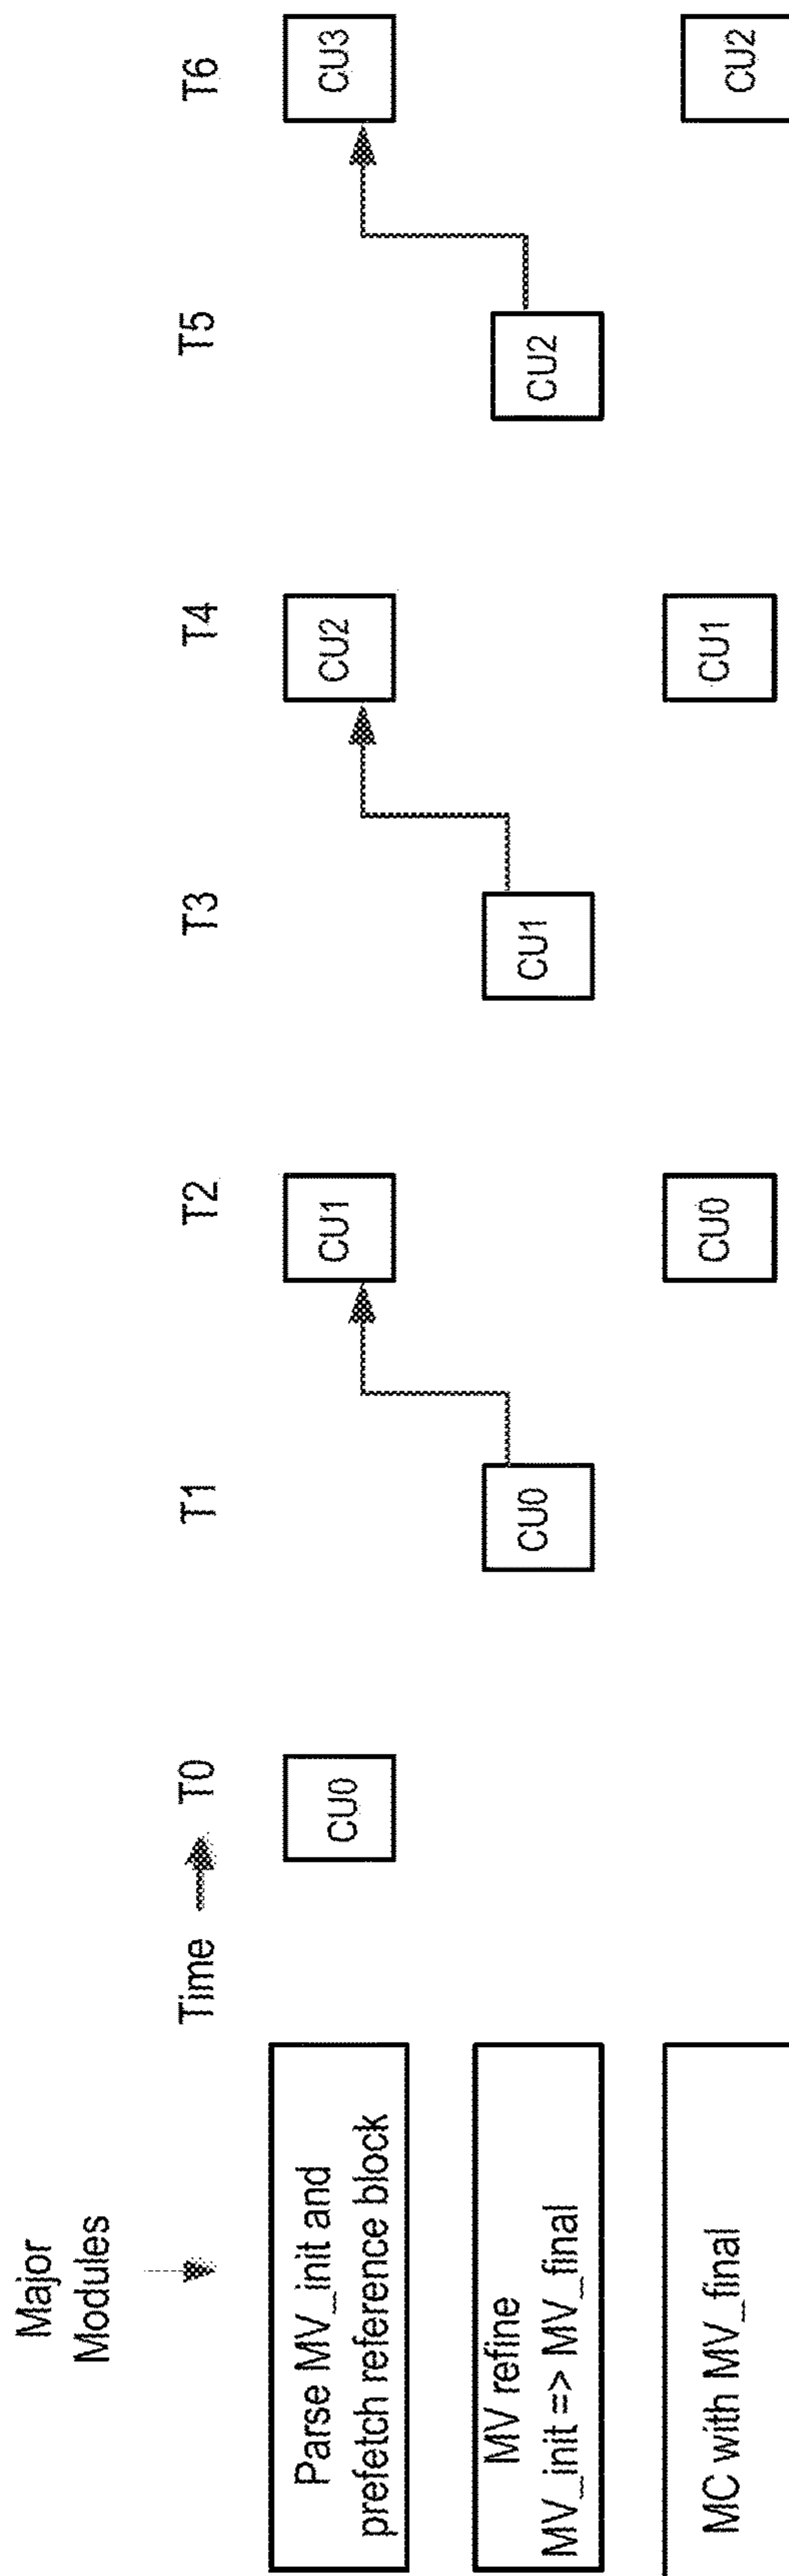 Major
Modules
Time
T0
T1
T2
T3
T4
T5
T6
Parse MV_init and
prefetch reference block
CU0
CU1
CU2
CU3
MV refine
MV_init => MV_final
CU0
CU1
CU2
MC with MV_final
CU0
CU1
CU2